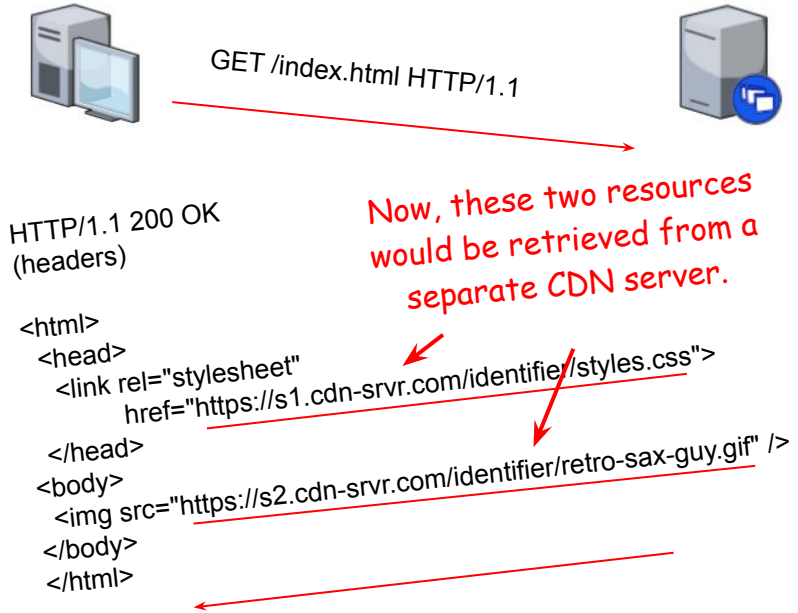 GET /index.html HTTP/1.1
Now, these two resources
would be retrieved from a
separate CDN server.
HTTP/1.1 200 OK
(headers)
<html>
<head>
<link rel="stylesheet"
href="https://s1.cdn-srvr.com/identifier/styles.css">
</head>
<body>
<img src="https://s2.cdn-srvr.com/identifier/retro-sax-guy.gif" />
</body>
</html>